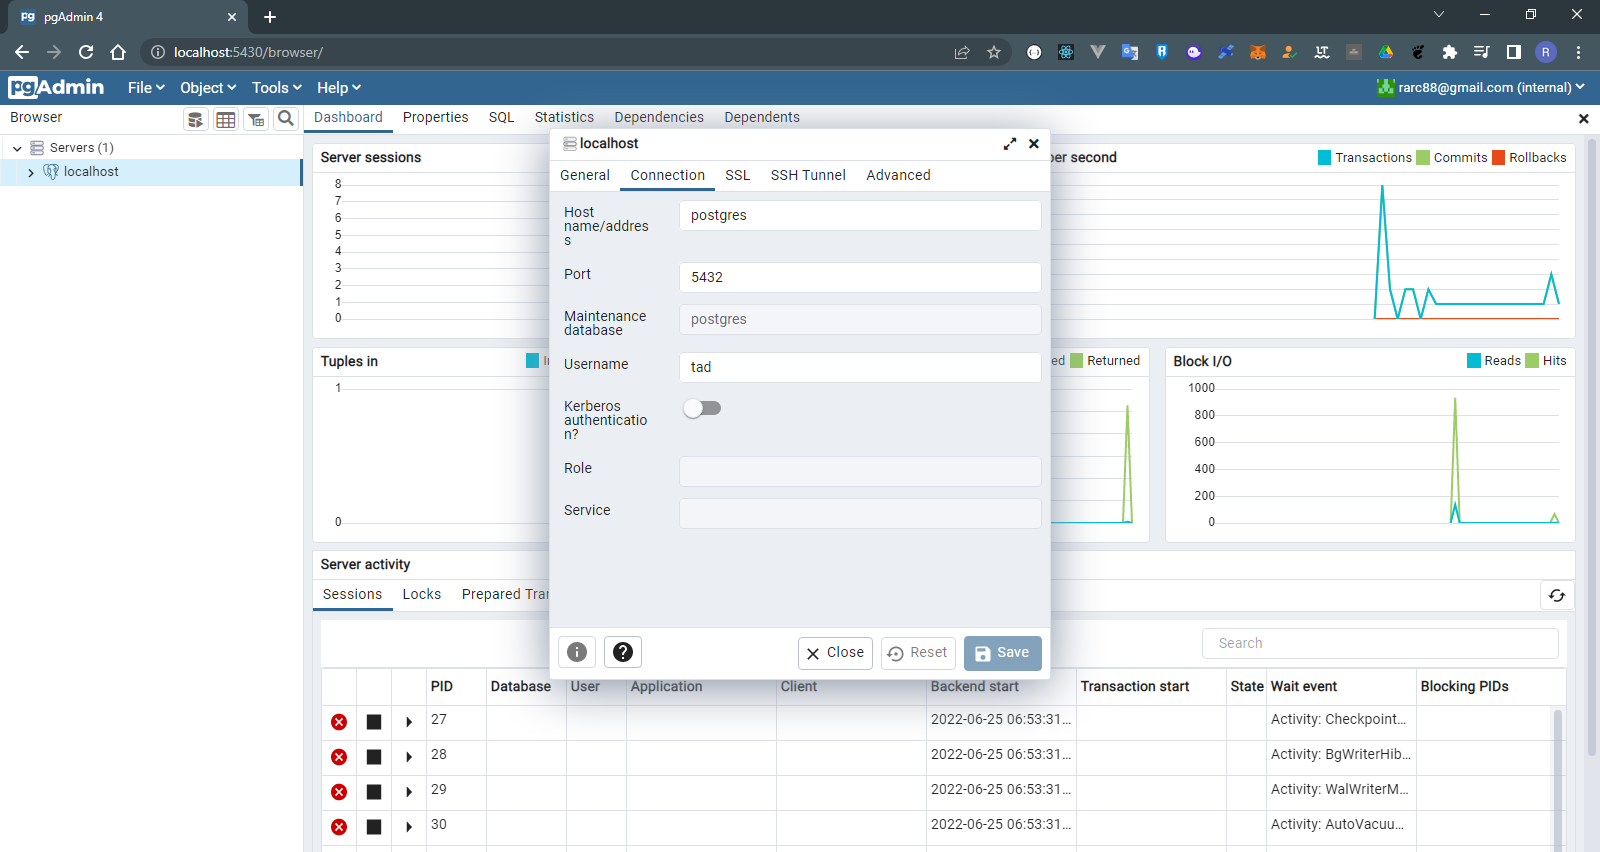 pgAdmin 4
localhost:5430/browser/
R
pgAdmin
File
Object
Tools
Help
rarc88@gmail.com (internal)
Browser
Dashboard
Properties
SQL
Statistics
Dependencies
Dependents
Servers (1)
localhost
Server sessions
8
7
6
5
4
3
2
1
0
per second
Transactions
Commits
Rollbacks
Tuples in
1
0
Returned
Block I/O
Reads
Hits
1000
800
600
400
200
0
localhost
General
Connection
SSL
SSH Tunnel
Advanced
Host
name/addres
s
postgres
Port
5432
Maintenance
database
postgres
Username
tad
Kerberos
authenticatio
n?
Role
Service
Close
Reset
Save
Server activity
Sessions
Locks
Prepared Tra
Search
PID
Database
User
Application
Client
Backend start
Transaction start
State
Wait event
Blocking PIDs
27
2022-06-25 06:53:31...
Activity: Checkpoint...
28
2022-06-25 06:53:31...
Activity: BgWriterHib...
29
2022-06-25 06:53:31...
Activity: WalWriterM...
30
2022-06-25 06:53:31...
Activity: AutoVacuu...